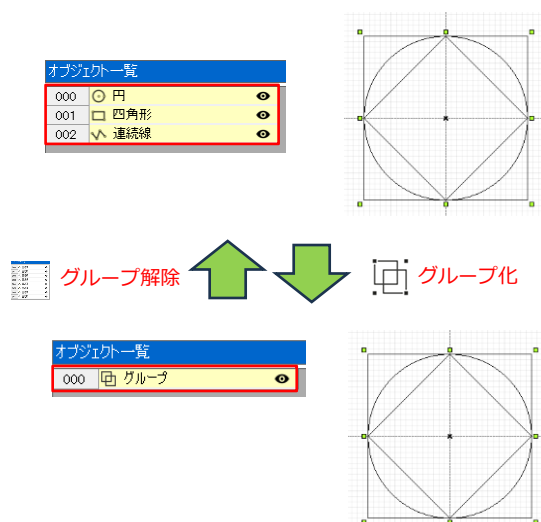 オブジェクト一覧
000 円
001 四角形
002 連続線
グループ解除
グループ化
オブジェクト一覧
000 グループ